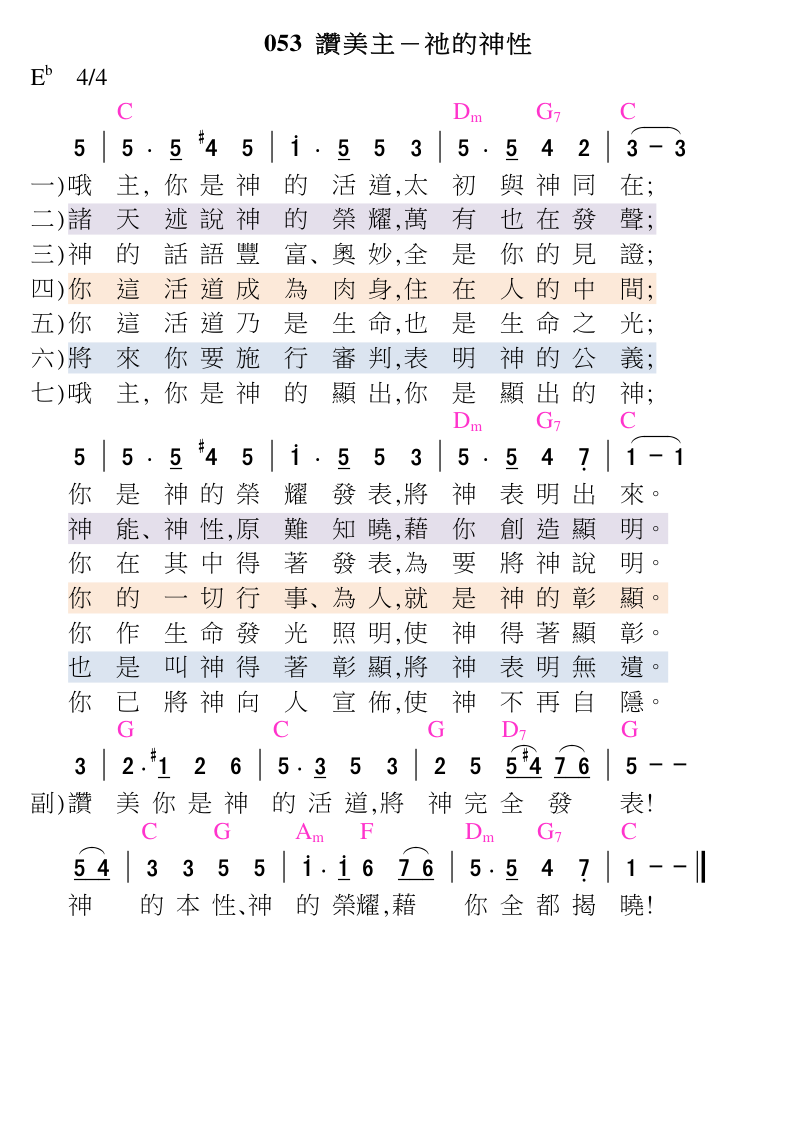 053 讚美主－祂的神性
E♭ 4/4
C Dm G7 C
5 | 5 · 5 #4 5 | i · 5 5 3 | 5 · 5 4 2 | 3 － 3
一)哦 主, 你 是 神 的 活 道,太 初 與 神 同 在;
二)諸 天 述 說 神 的 榮 耀,萬 有 也 在 發 聲;
三)神 的 話 語 豐 富、奧 妙,全 是 你 的 見 證;
四)你 這 活 道 成 為 肉 身,住 在 人 的 中 間;
五)你 這 活 道 乃 是 生 命,也 是 生 命 之 光;
六)將 來 你 要 施 行 審 判,表 明 神 的 公 義;
七)哦 主, 你 是 神 的 顯 出,你 是 顯 出 的 神;
Dm G7 C
5 | 5 · 5 #4 5 | i · 5 5 3 | 5 · 5 4 7 | 1 － 1
你 是 神 的 榮 耀 發 表,將 神 表 明 出 來。
神 能、神 性,原 難 知 曉,藉 你 創 造 顯 明。
你 在 其 中 得 著 發 表,為 要 將 神 說 明。
你 的 一 切 行 事、為 人,就 是 神 的 彰 顯。
你 作 生 命 發 光 照 明,使 神 得 著 顯 彰。
也 是 叫 神 得 著 彰 顯,將 神 表 明 無 遺。
你 已 將 神 向 人 宣 佈,使 神 不 再 自 隱。
G C G D7 G
3 | 2 · #1 2 6 | 5 · 3 5 3 | 2 5 5 #4 7 6 | 5 － －
副)讚 美 你 是 神 的 活 道,將 神 完 全 發 表!
C G Am F Dm G7 C
5 4 | 3 3 5 5 | i · i 6 7 6 | 5 · 5 4 7 | 1 － － ‖
神 的 本 性、神 的 榮耀,藉 你 全 都 揭 曉!